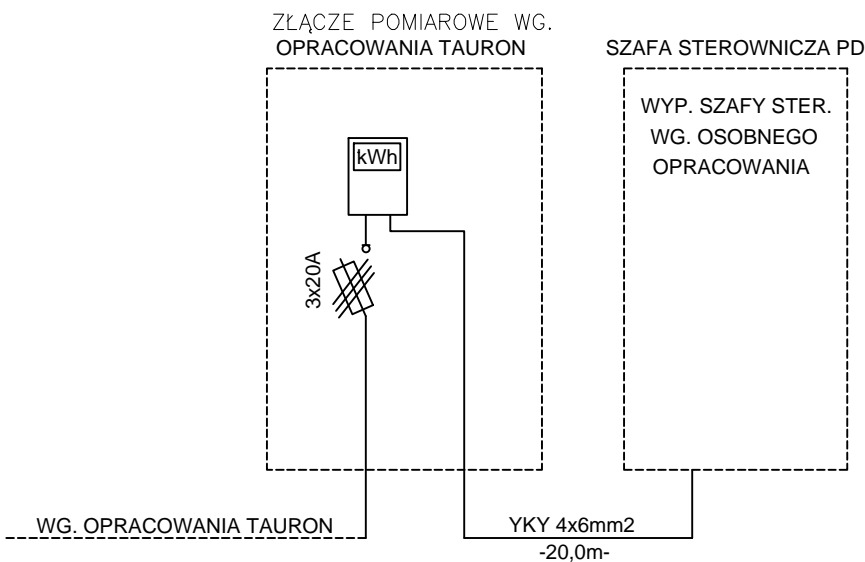 ZŁĄCZE POMIAROWE WG.
OPRACOWANIA TAURON
SZAFA STEROWNICZA PD
WYP. SZAFY STER.
WG. OSOBNEGO
OPRACOWANIA
kWh
3x20A
WG. OPRACOWANIA TAURON
YKY 4x6mm2
-20,0m-